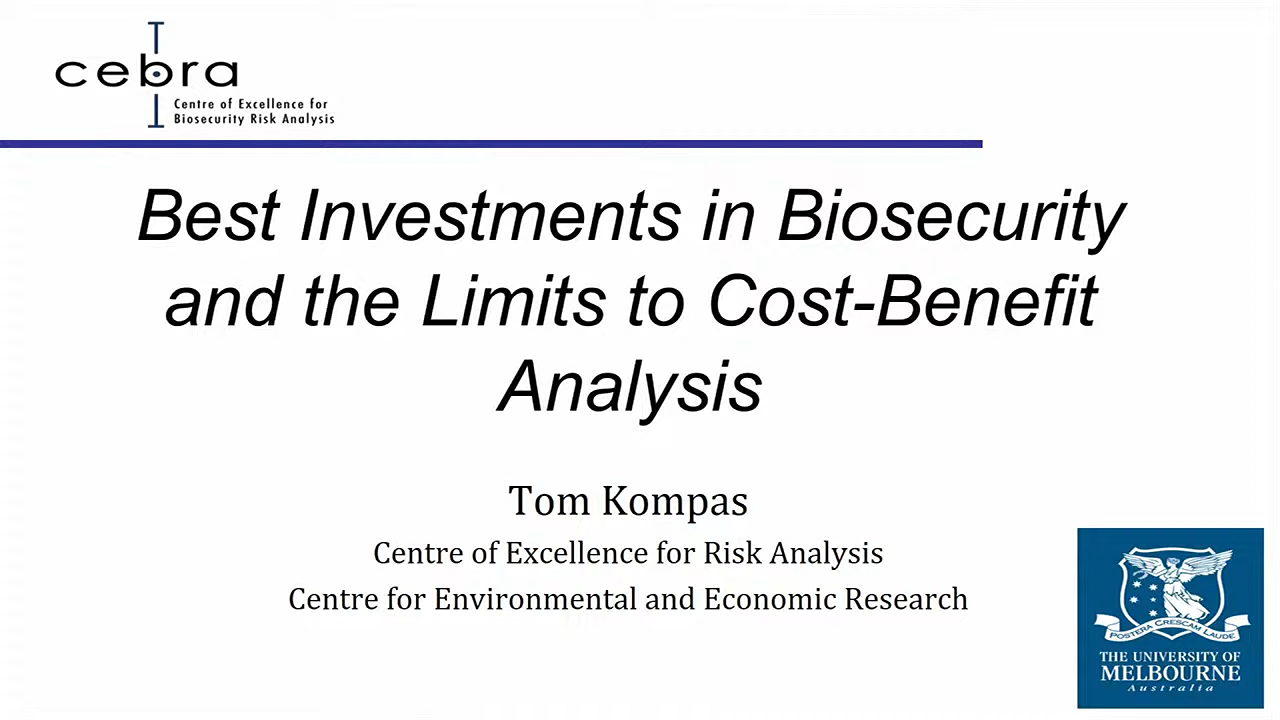 cebra
Centre of Excellence for
Biosecurity Risk Analysis
Best Investments in Biosecurity
and the Limits to Cost-Benefit
Analysis
Tom Kompas
Centre of Excellence for Risk Analysis
Centre for Environmental and Economic Research
POSTERA CRESCAM LAUDE
THE UNIVERSITY OF
MELBOURNE
Australia